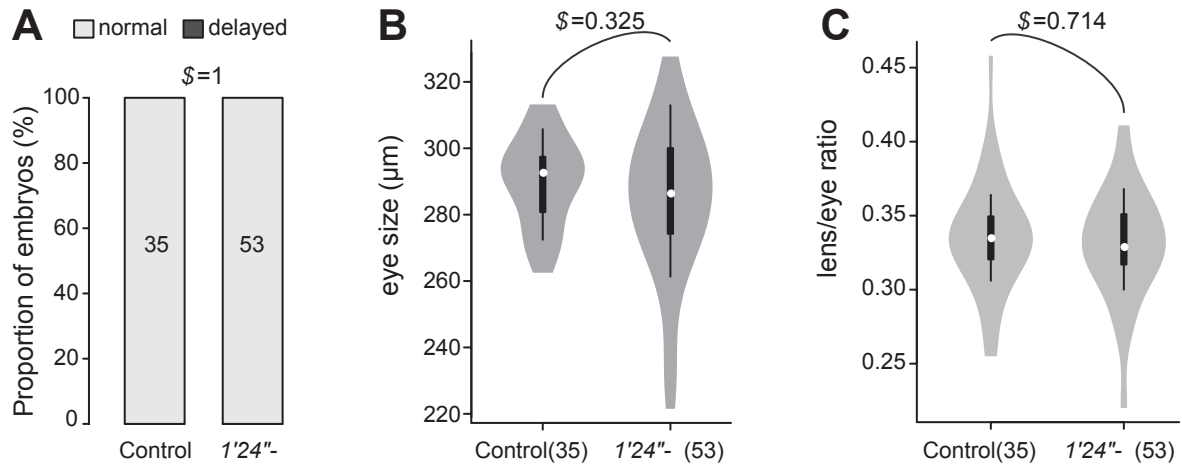 A
normal
delayed
$=1
Proportion of embryos (%)
100
80
60
40
20
0
35
53
Control
1'24"-
B
$=0.325
eye size (µm)
320
300
280
260
240
220
Control(35)
1'24"- (53)
C
$=0.714
lens/eye ratio
0.45
0.40
0.35
0.30
0.25
Control(35)
1'24"- (53)